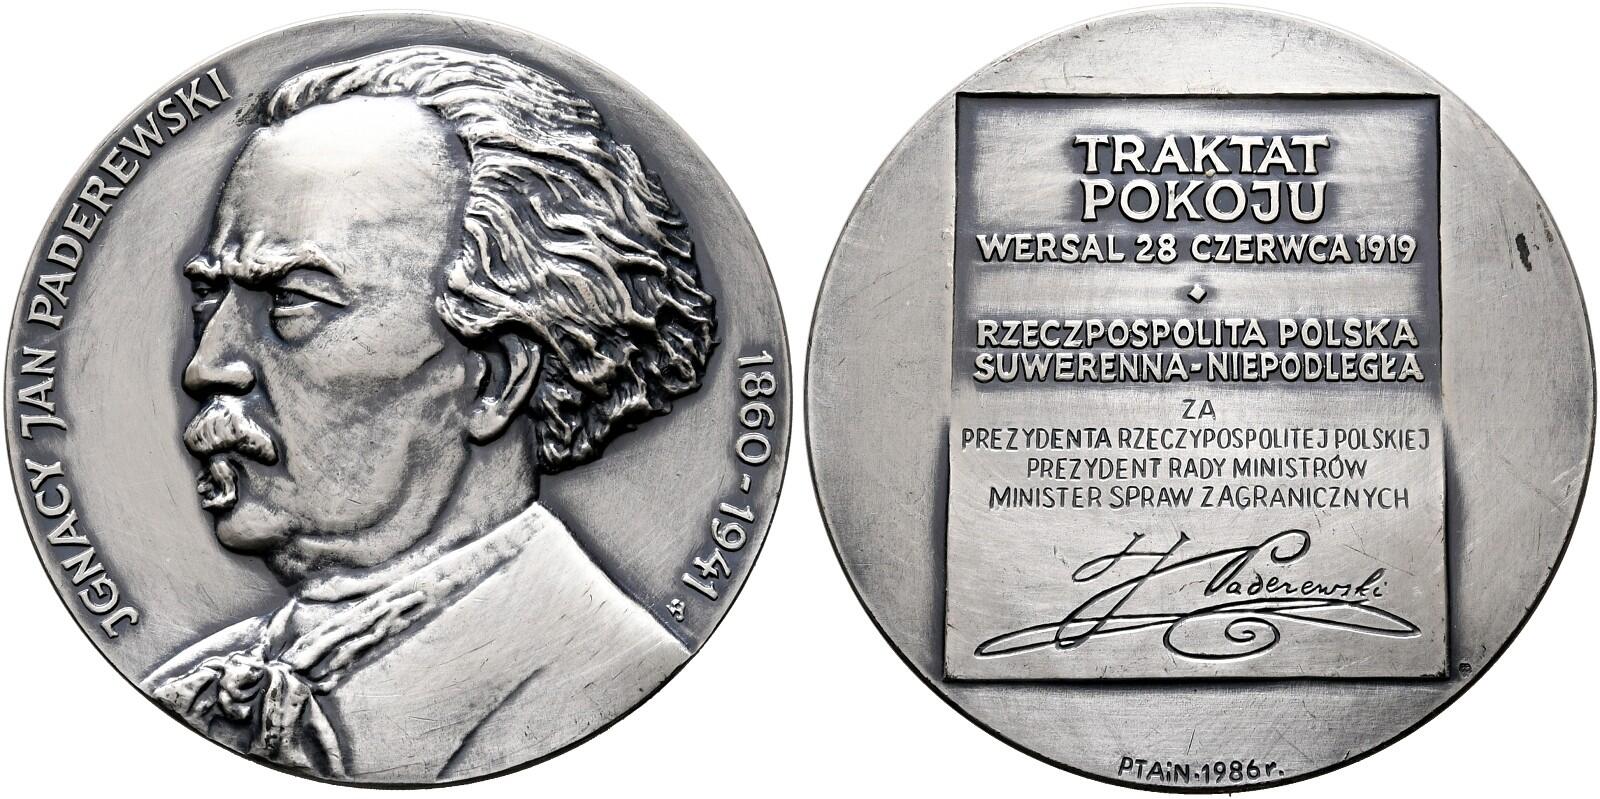 JGNACY JAN PADEREWSKI
1860-1941
TRAKTAT
POKOJU
WERSAL 28 CZERWCA 1919
RZECZPOSPOLITA POLSKA
SUWERENNA-NIEPODLEGŁA
ZA
PREZYDENTA RZECZYPOSPOLITEJ POLSKIEJ
PREZYDENT RADY MINISTRÓW
MINISTER SPRAW ZAGRANICZNYCH
JJ Paderewski
PTAiN·1986r.